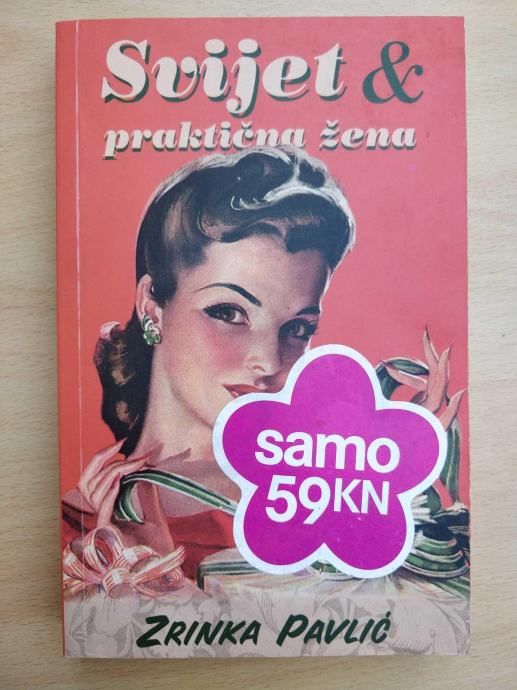 Svijet &
praktična žena
samo
59KN
ZRINKA PAVLIĆ